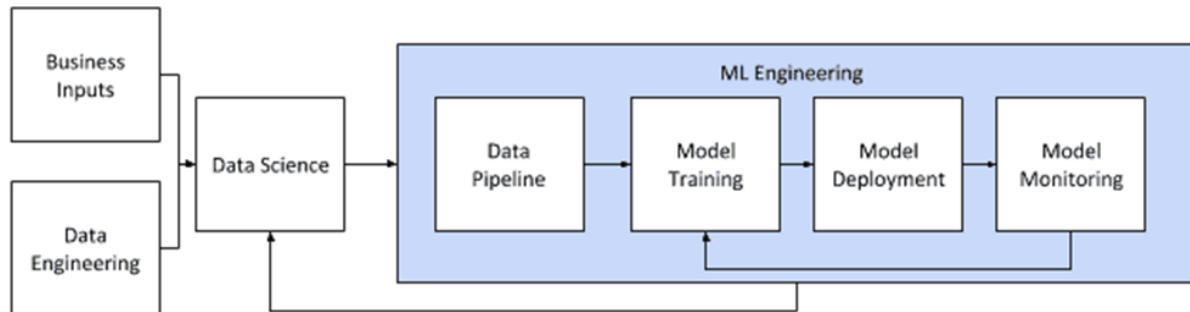 Business
Inputs
Data
Engineering
Data Science
ML Engineering
Data
Pipeline
Model
Training
Model
Deployment
Model
Monitoring